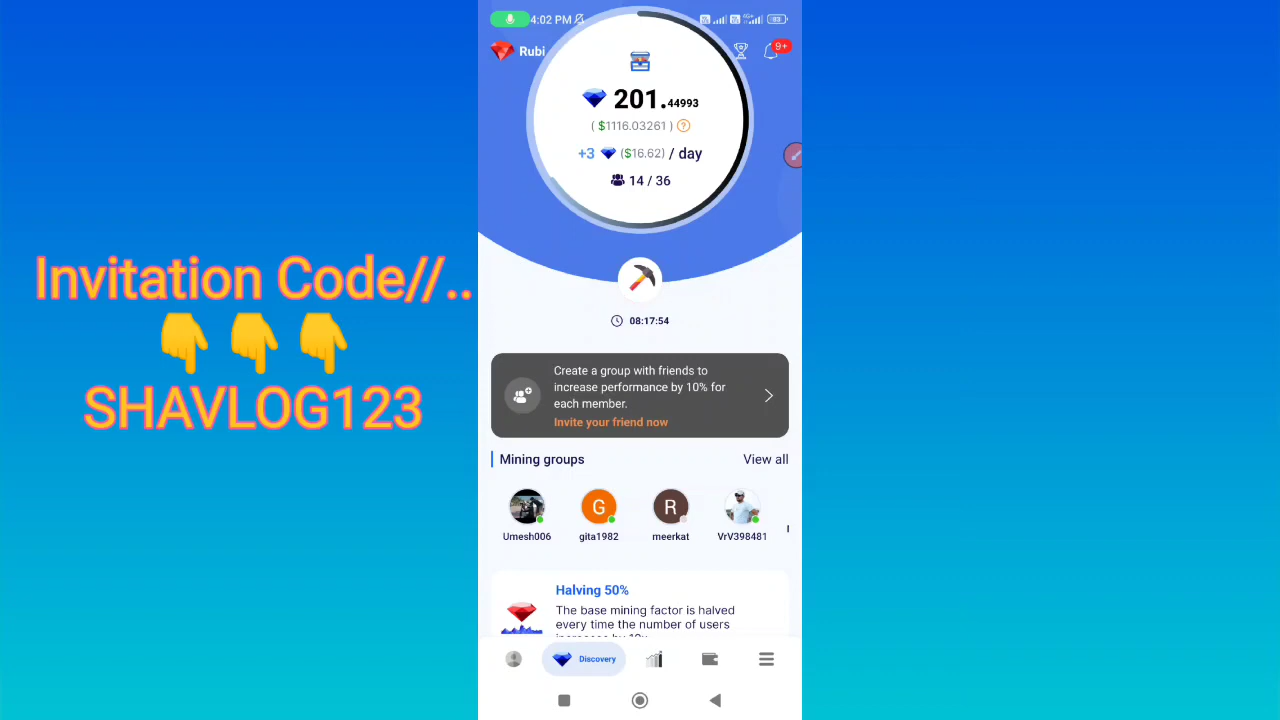 4:02 PM
83
Rubi
9+
201.44993
( $1116.03261 ) ?
+3 ($16.62) / day
14 / 36
Invitation Code//..
👇👇👇
SHAVLOG123
08:17:54
Create a group with friends to
increase performance by 10% for
each member.
Invite your friend now
Mining groups
View all
G
R
Umesh006
gita1982
meerkat
VrV398481
Halving 50%
The base mining factor is halved
every time the number of users
Discovery